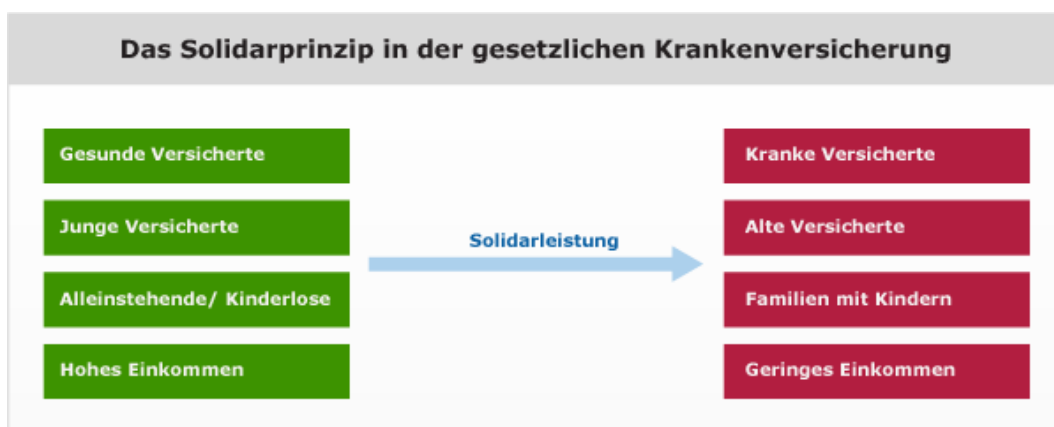 Das Solidarprinzip in der gesetzlichen Krankenversicherung
Gesunde Versicherte
Kranke Versicherte
Junge Versicherte
Alte Versicherte
Solidarleistung
Alleinstehende/ Kinderlose
Familien mit Kindern
Hohes Einkommen
Geringes Einkommen